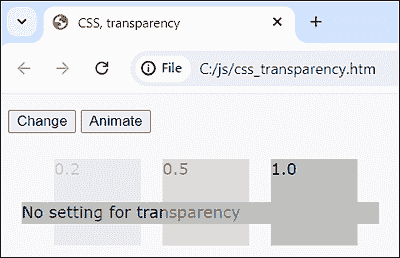 CSS, transparency
File C:/js/css_transparency.htm
Change Animate
0.2 0.5 1.0
No setting for transparency